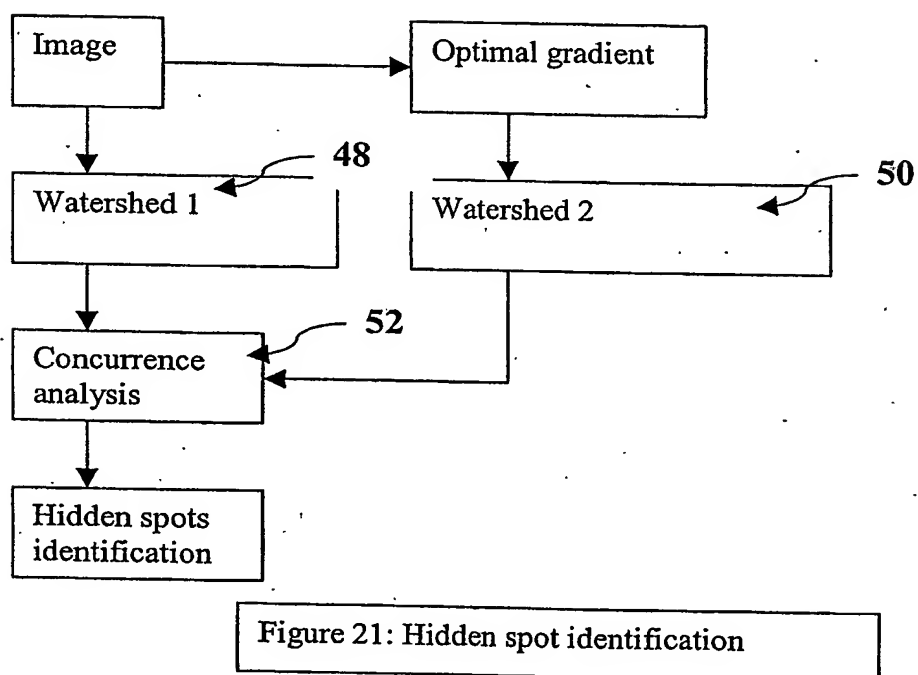 Image
Optimal gradient
48
Watershed 1
50
Watershed 2
52
Concurrence
analysis
Hidden spots
identification
Figure 21: Hidden spot identification